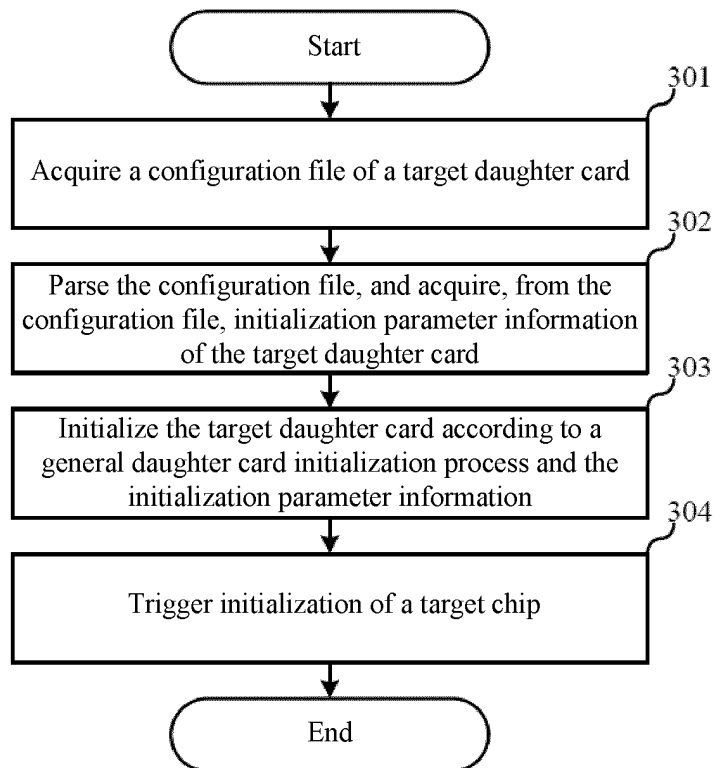 Start
301
Acquire a configuration file of a target daughter card
302
Parse the configuration file, and acquire, from the
configuration file, initialization parameter information
of the target daughter card
303
Initialize the target daughter card according to a
general daughter card initialization process and the
initialization parameter information
304
Trigger initialization of a target chip
End